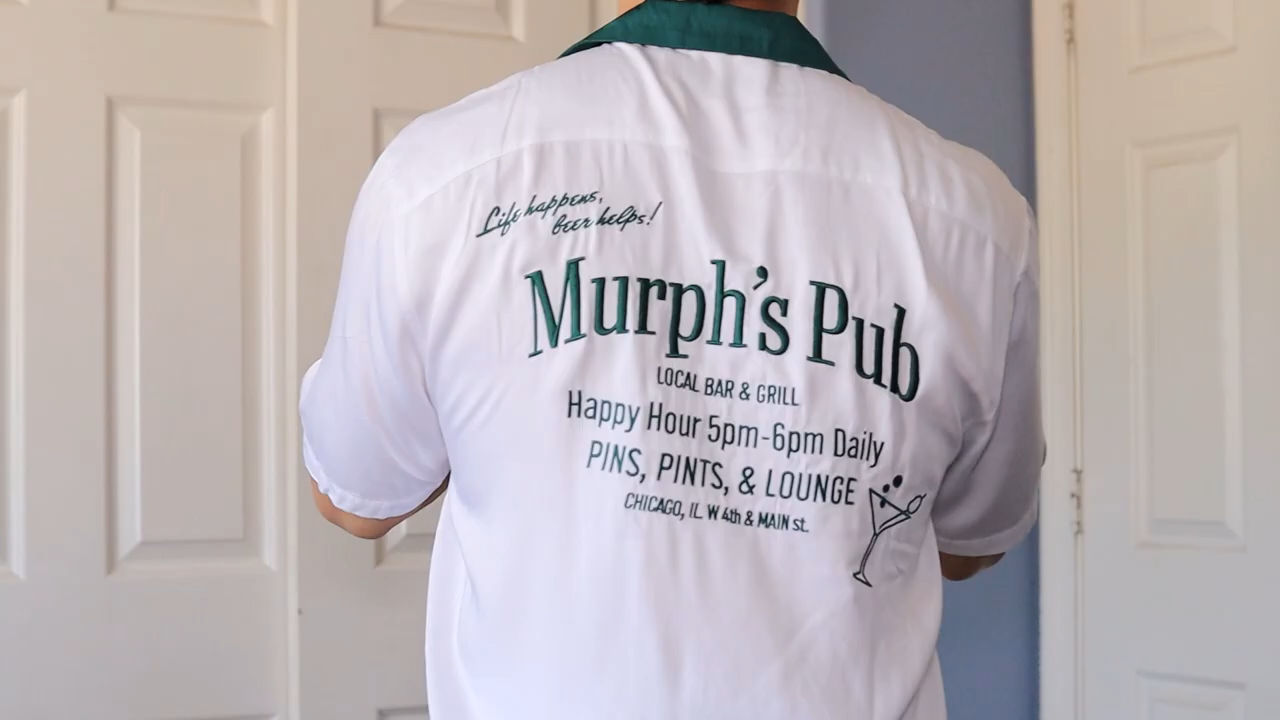 Life happens,
beer helps!
Murph's Pub
LOCAL BAR & GRILL
Happy Hour 5pm-6pm Daily
PINS, PINTS, & LOUNGE
CHICAGO, IL. W 4th & MAIN st.